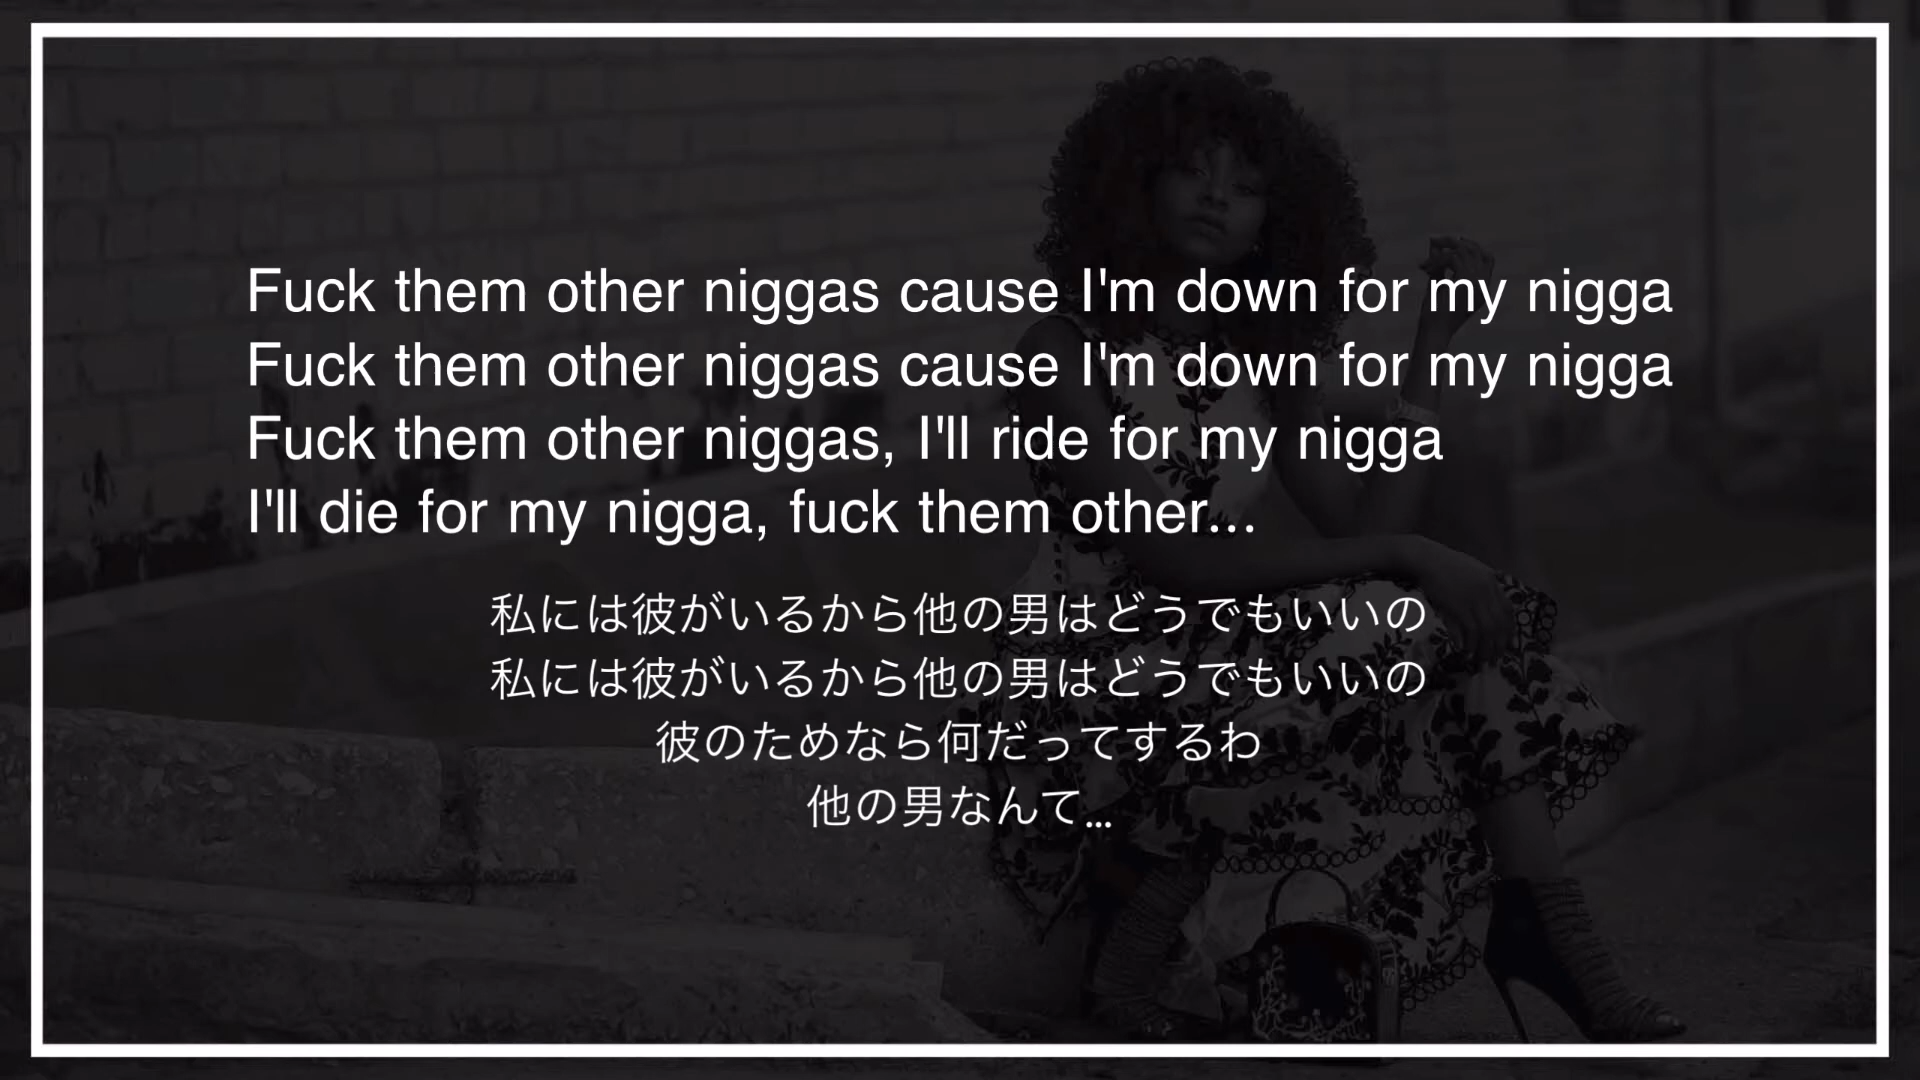 Fuck them other niggas cause I'm down for my nigga
Fuck them other niggas cause I'm down for my nigga
Fuck them other niggas, I'll ride for my nigga
I'll die for my nigga, fuck them other...
私には彼がいるから他の男はどうでもいいの
私には彼がいるから他の男はどうでもいいの
彼のためなら何だってするわ
他の男なんて...